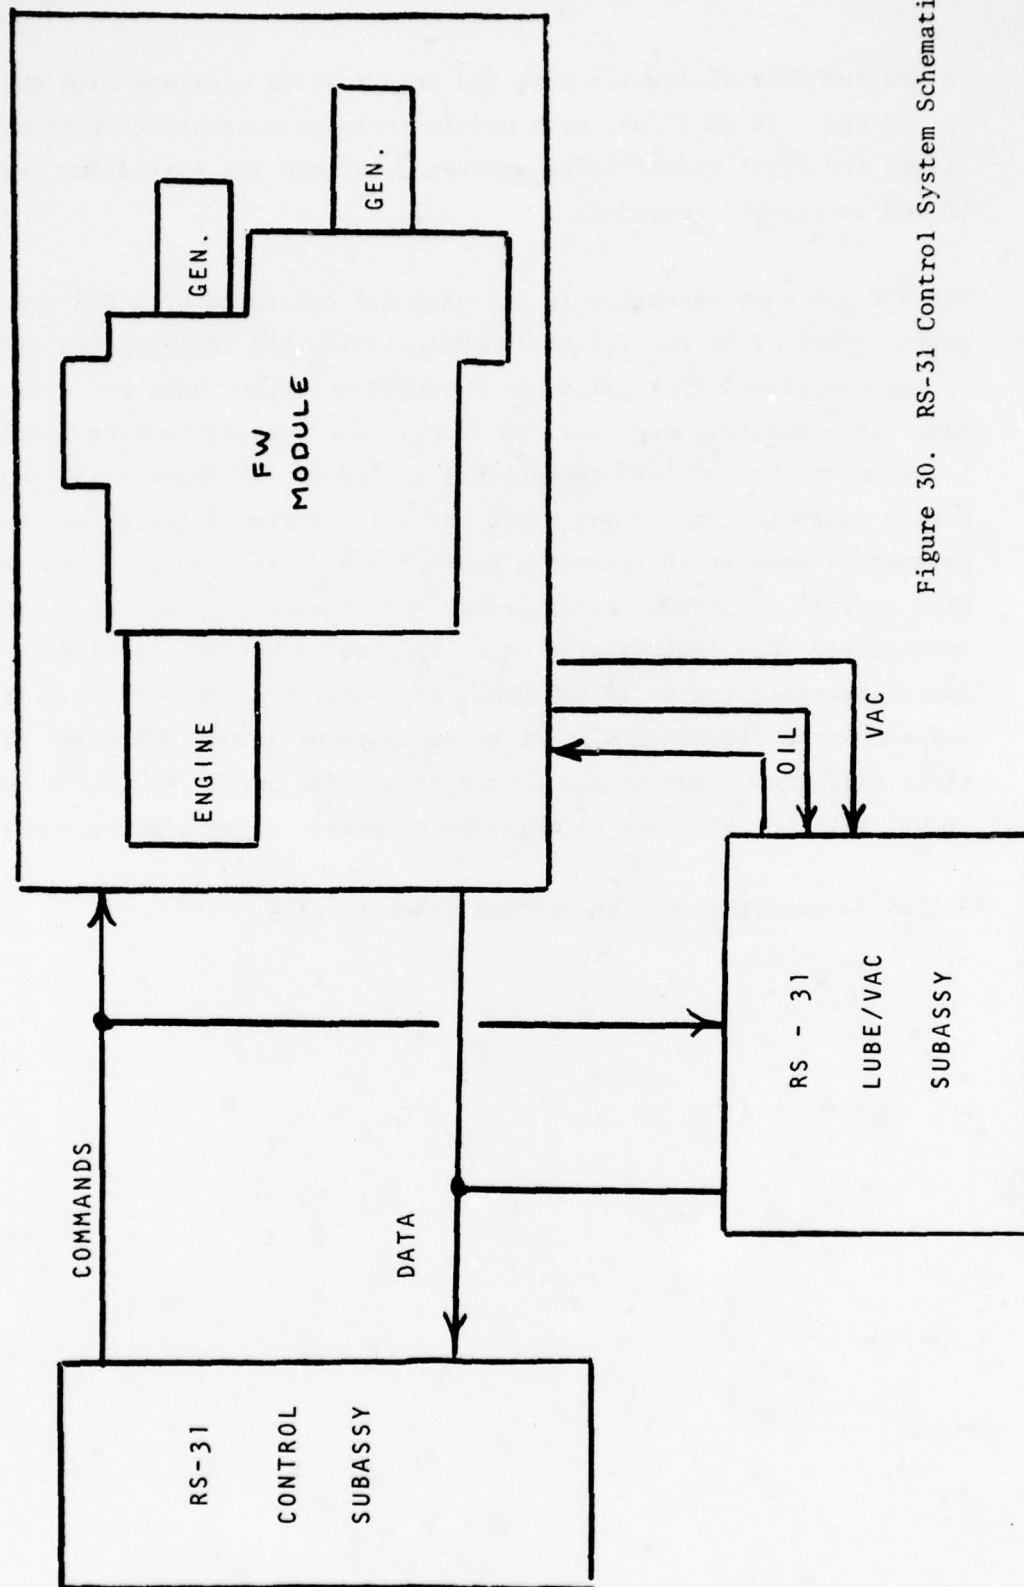 RS-31
CONTROL
SUBASSY
COMMANDS
DATA
ENGINE
FW
MODULE
GEN.
GEN.
OIL
VAC
RS - 31
LUBE/VAC
SUBASSY
Figure 30. RS-31 Control System Schemati